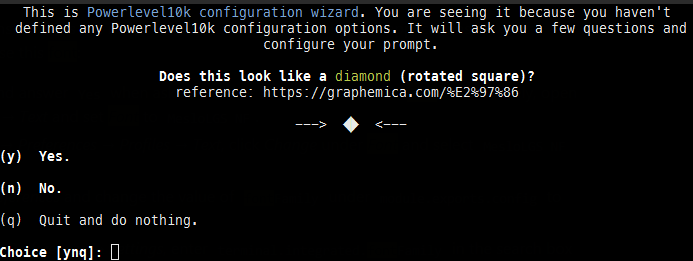 This is Powerlevel10k configuration wizard. You are seeing it because you haven't
defined any Powerlevel10k configuration options. It will ask you a few questions and
configure your prompt.
Does this look like a diamond (rotated square)?
reference: https://graphemica.com/%E2%97%86
---> ◆ <---
(y) Yes.
(n) No.
(q) Quit and do nothing.
Choice [ynq]: